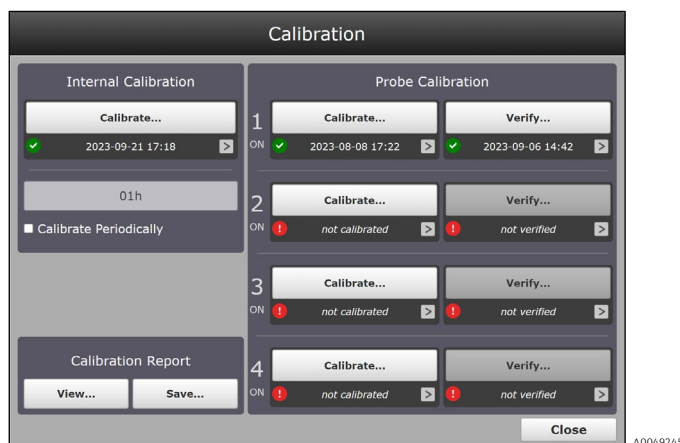 Calibration
Internal Calibration
Calibrate...
2023-09-21 17:18 >
01h
Calibrate Periodically
Calibration Report
View... Save...
Probe Calibration
1 Calibrate... Verify...
ON 2023-08-08 17:22 > 2023-09-06 14:42 >
2 Calibrate... Verify...
ON ! not calibrated > ! not verified >
3 Calibrate... Verify...
ON ! not calibrated > ! not verified >
4 Calibrate... Verify...
ON ! not calibrated > ! not verified >
Close
A0049245